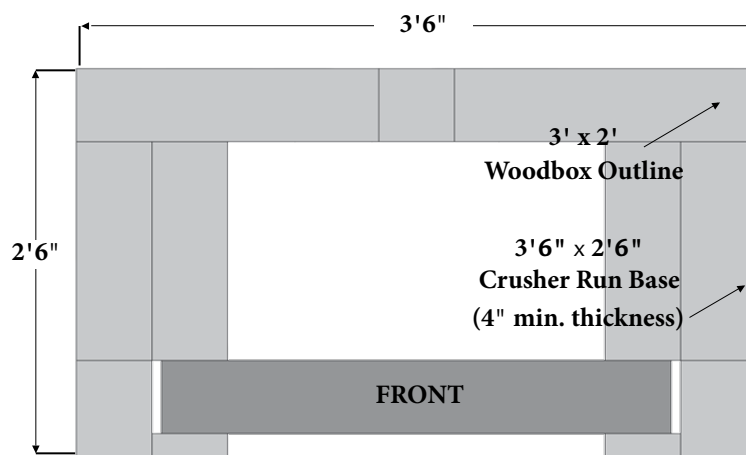 3'6"
3' x 2'
Woodbox Outline
2'6"
3'6" x 2'6"
Crusher Run Base
(4" min. thickness)
FRONT